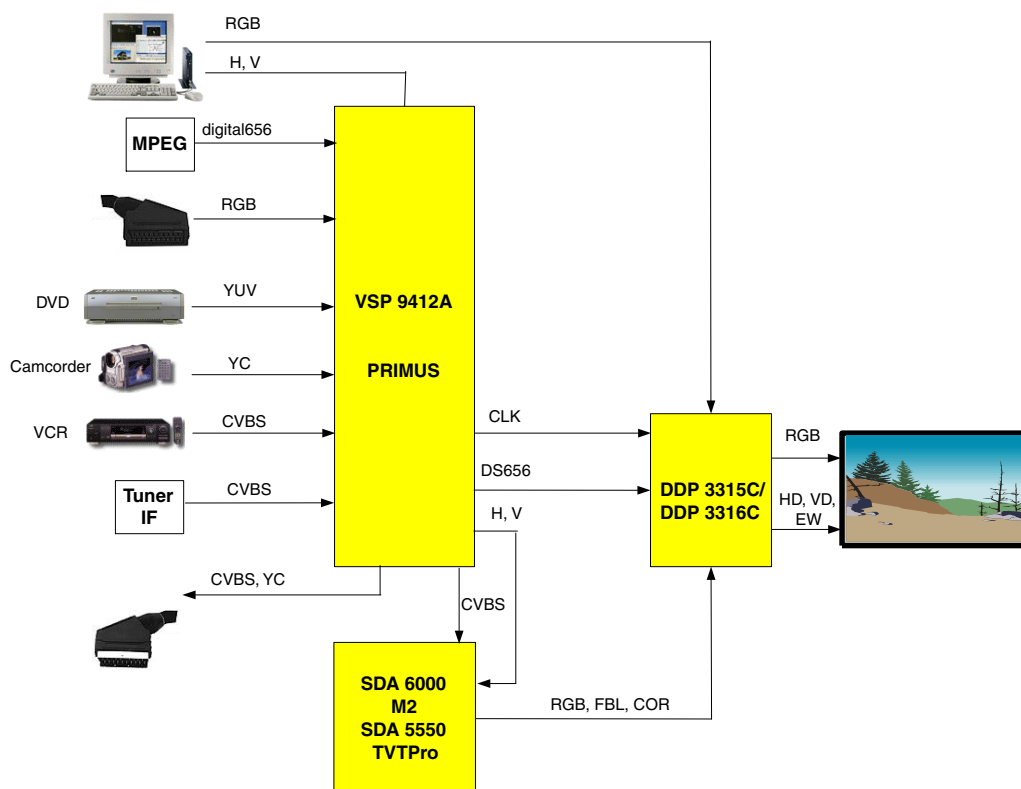 RGB
H, V
MPEG
digital656
RGB
DVD
YUV
VSP 9412A
Camcorder
YC
PRIMUS
VCR
CVBS
CLK
RGB
Tuner
IF
CVBS
DS656
DDP 3315C/
DDP 3316C
HD, VD,
EW
H, V
CVBS, YC
CVBS
SDA 6000
M2
SDA 5550
TVTPro
RGB, FBL, COR